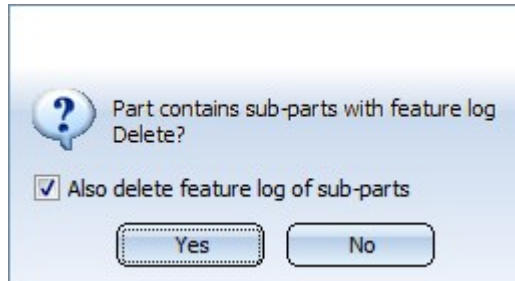 Part contains sub-parts with feature log
Delete?
Also delete feature log of sub-parts
Yes No